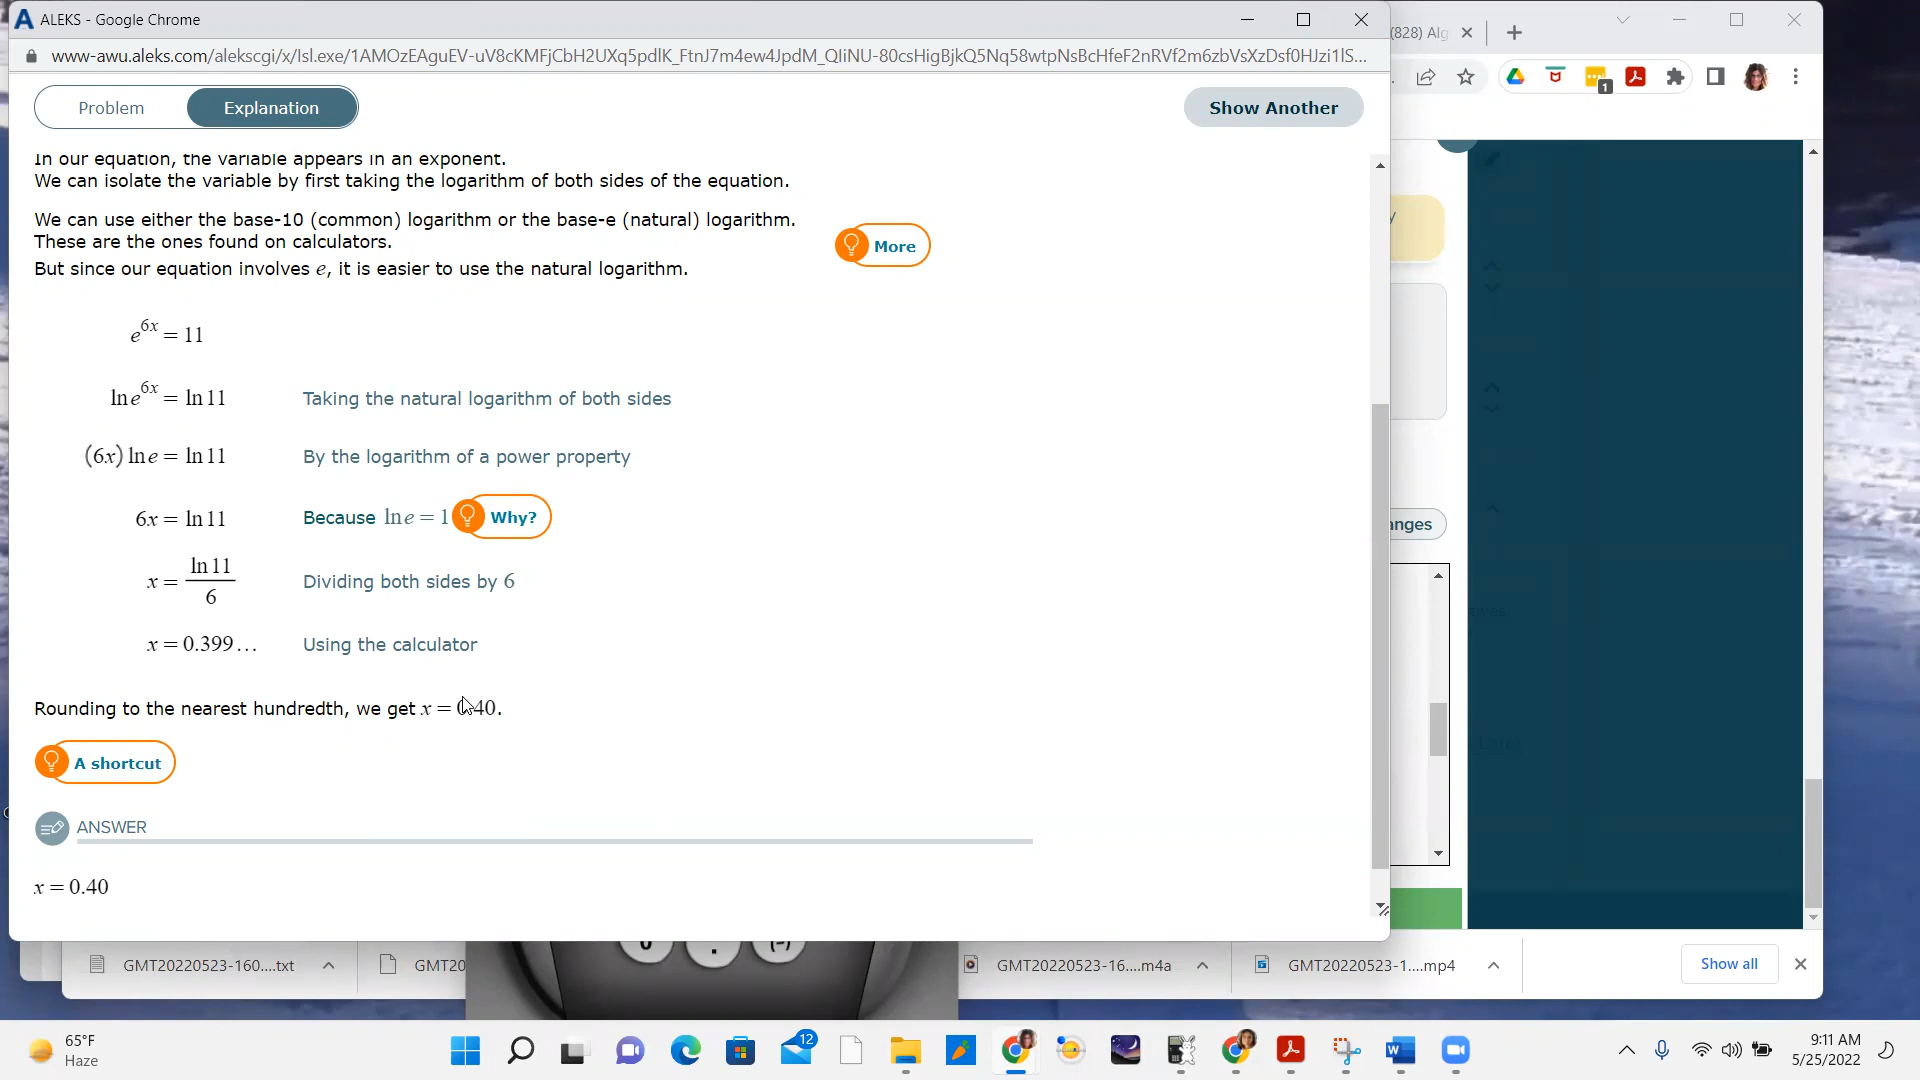 ALEKS - Google Chrome
(828) Alg
www-awu.aleks.com/alekscgi/x/Isl.exe/1AMOzEAguEV-uV8cKMFjCbH2UXq5pdlK_FtnJ7m4ew4JpdM_QIiNU-80csHigBjkQ5Nq58wtpNsBcHfeF2nRVf2m6zbVsXzDsf0HJzi1lS...
1
Problem
Explanation
Show Another
In our equation, the variable appears in an exponent.
We can isolate the variable by first taking the logarithm of both sides of the equation.
We can use either the base-10 (common) logarithm or the base-e (natural) logarithm.
These are the ones found on calculators.
But since our equation involves e, it is easier to use the natural logarithm.
More
y
e^{6x} = 11
ln e^{6x} = ln 11 Taking the natural logarithm of both sides
(6x) ln e = ln 11 By the logarithm of a power property
6x = ln 11 Because ln e = 1 Why?
anges
x = \frac{ln 11}{6} Dividing both sides by 6
x = 0.399... Using the calculator
Rounding to the nearest hundredth, we get x = 0.40.
A shortcut
ANSWER
x = 0.40
GMT20220523-160....txt
GMT20
GMT20220523-16....m4a
GMT20220523-1....mp4
Show all
0 . (-)
65°F
Haze
12
9:11 AM
5/25/2022